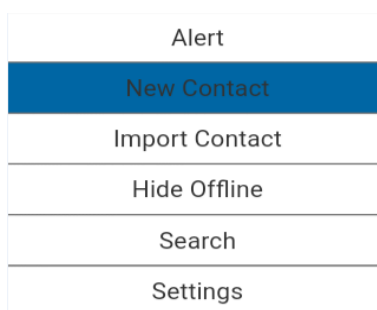 Alert
New Contact
Import Contact
Hide Offline
Search
Settings